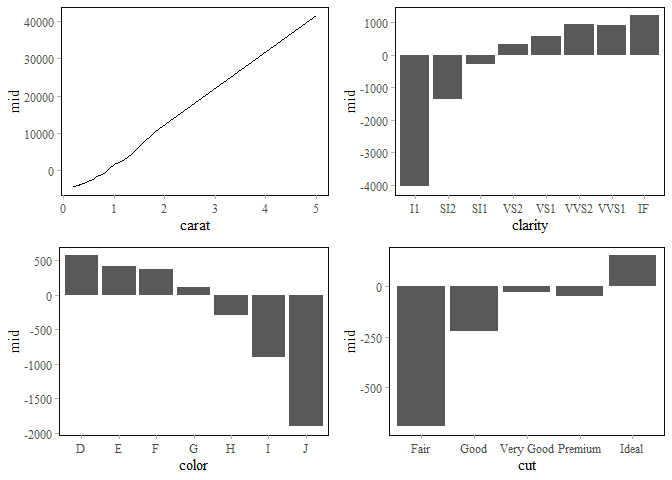 mid
40000
30000
20000
10000
0
0 1 2 3 4 5
carat
mid
1000
0
-1000
-2000
-3000
-4000
I1 SI2 SI1 VS2 VS1 VVS2 VVS1 IF
clarity
mid
500
0
-500
-1000
-1500
-2000
D E F G H I J
color
mid
0
-250
-500
Fair Good Very Good Premium Ideal
cut